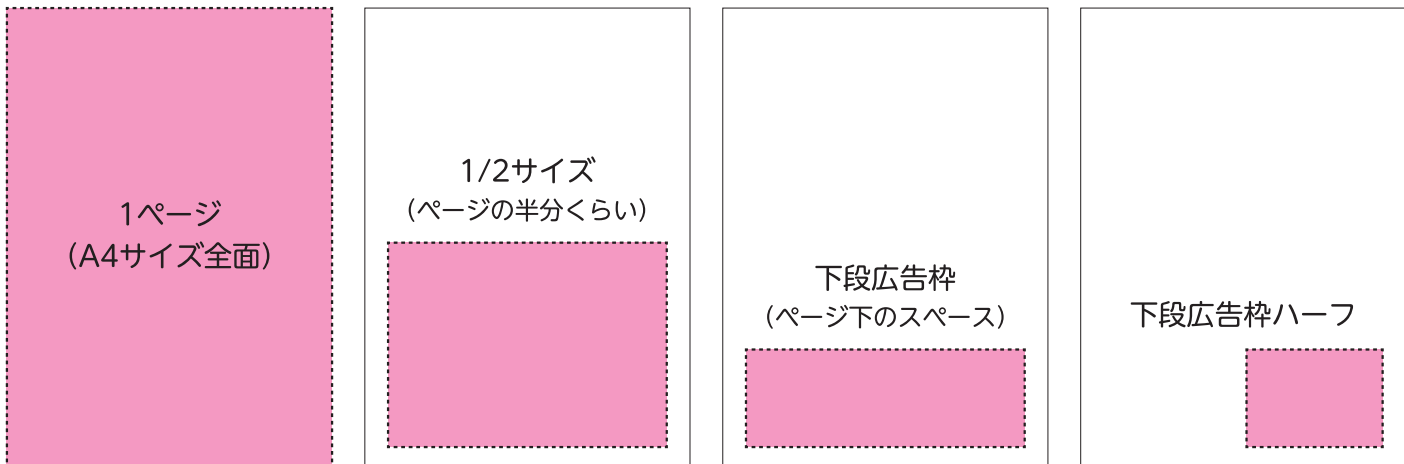 1ページ
（A4サイズ全面）
1/2サイズ
（ページの半分くらい）
下段広告枠
（ページ下のスペース）
下段広告枠ハーフ